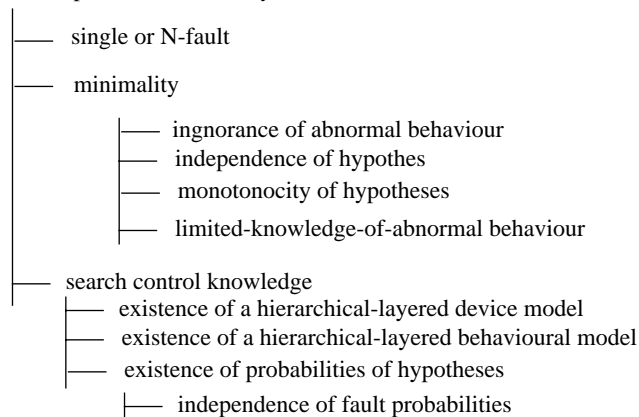 single or N-fault
minimality
ingnorance of abnormal behaviour
independence of hypothes
monotonocity of hypotheses
limited-knowledge-of-abnormal behaviour
search control knowledge
existence of a hierarchical-layered device model
existence of a hierarchical-layered behavioural model
existence of probabilities of hypotheses
independence of fault probabilities